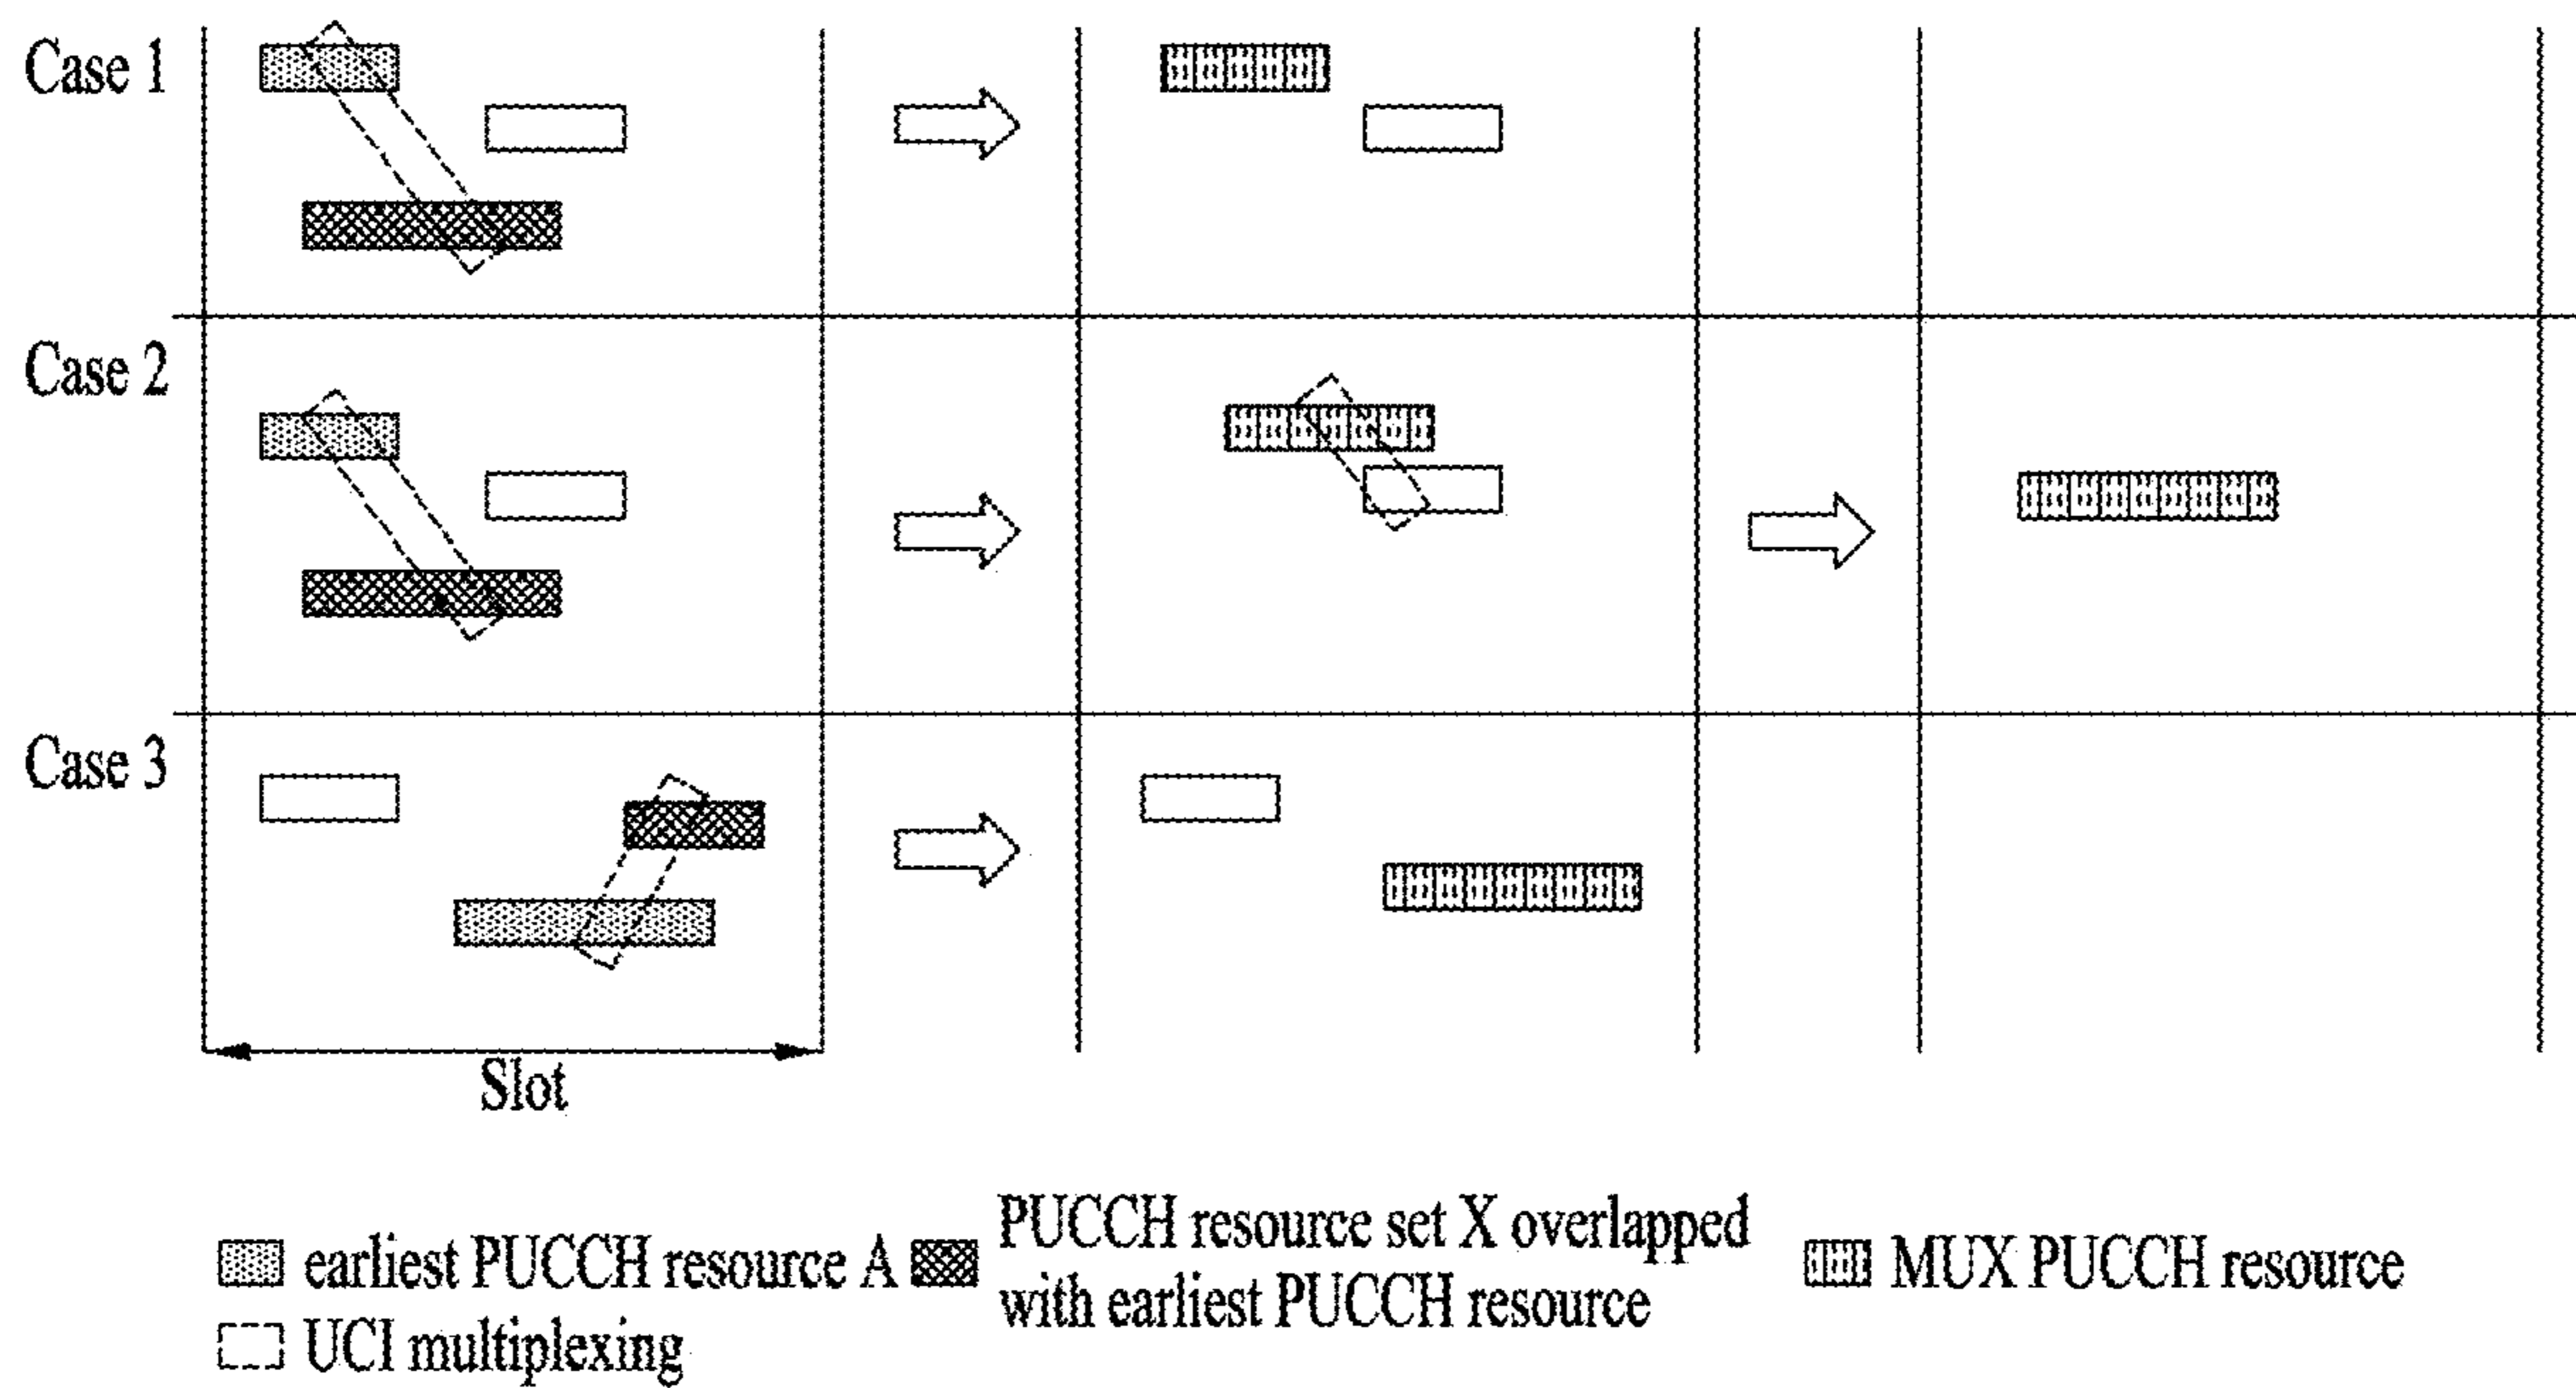 Case 1
Case 2
Case 3
Slot
earliest PUCCH resource A
PUCCH resource set X overlapped
with earliest PUCCH resource
MUX PUCCH resource
UCI multiplexing